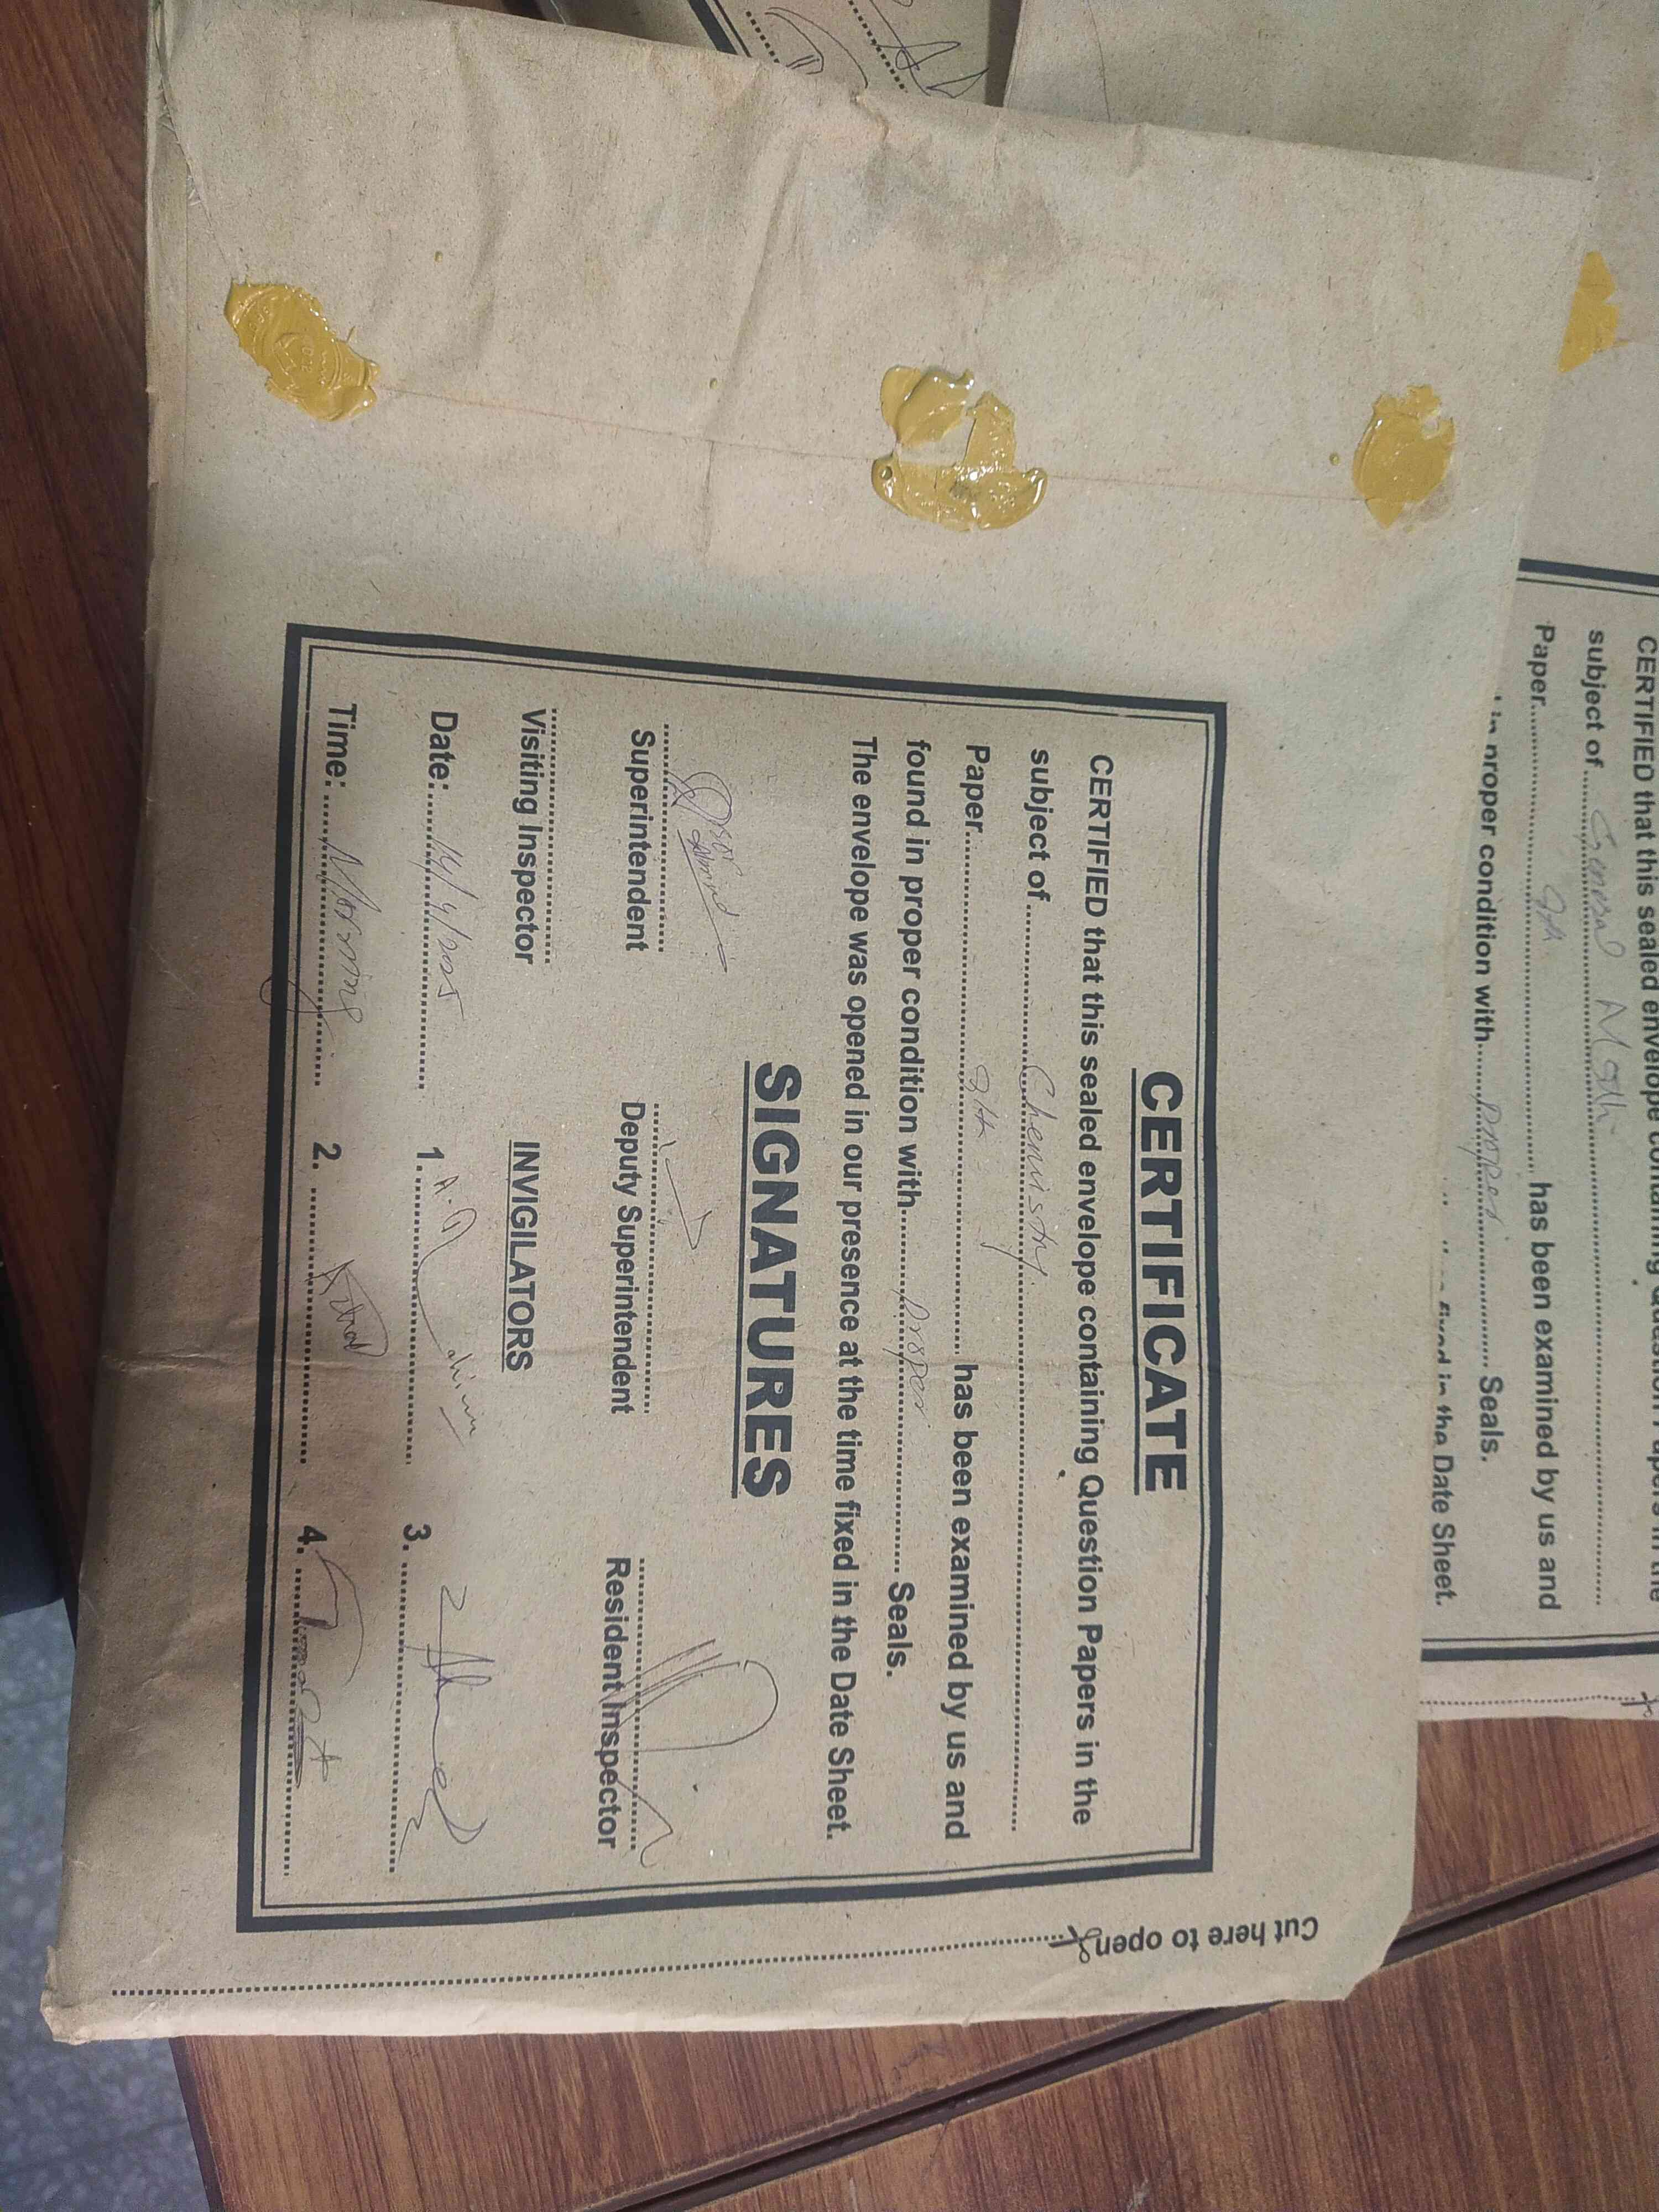 CERTIFICATE
CERTIFIED that this sealed envelope containing Question Papers in the
subject of ........ Chemistry. ........
Paper ........ 9th ........ has been examined by us and
found in proper condition with ........ proper ........ Seals.
The envelope was opened in our presence at the time fixed in the Date Sheet.
SIGNATURES
Superintendent Deputy Superintendent Resident Inspector
Visiting Inspector INVIGILATORS
Date: 14/4/2025 1. 3.
Time: Morning 2. 4.
Cut here to open
CERTIFIED that this sealed envelope containing Question Papers in the
subject of ........ General Math ........
Paper ........ 9th ........ has been examined by us and
in proper condition with ........ proper ........ Seals.
fixed in the Date Sheet.